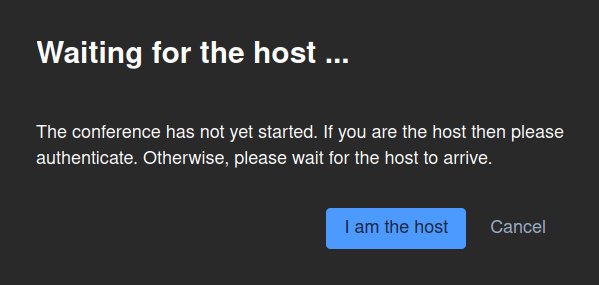 Waiting for the host ...
The conference has not yet started. If you are the host then please
authenticate. Otherwise, please wait for the host to arrive.
I am the host
Cancel